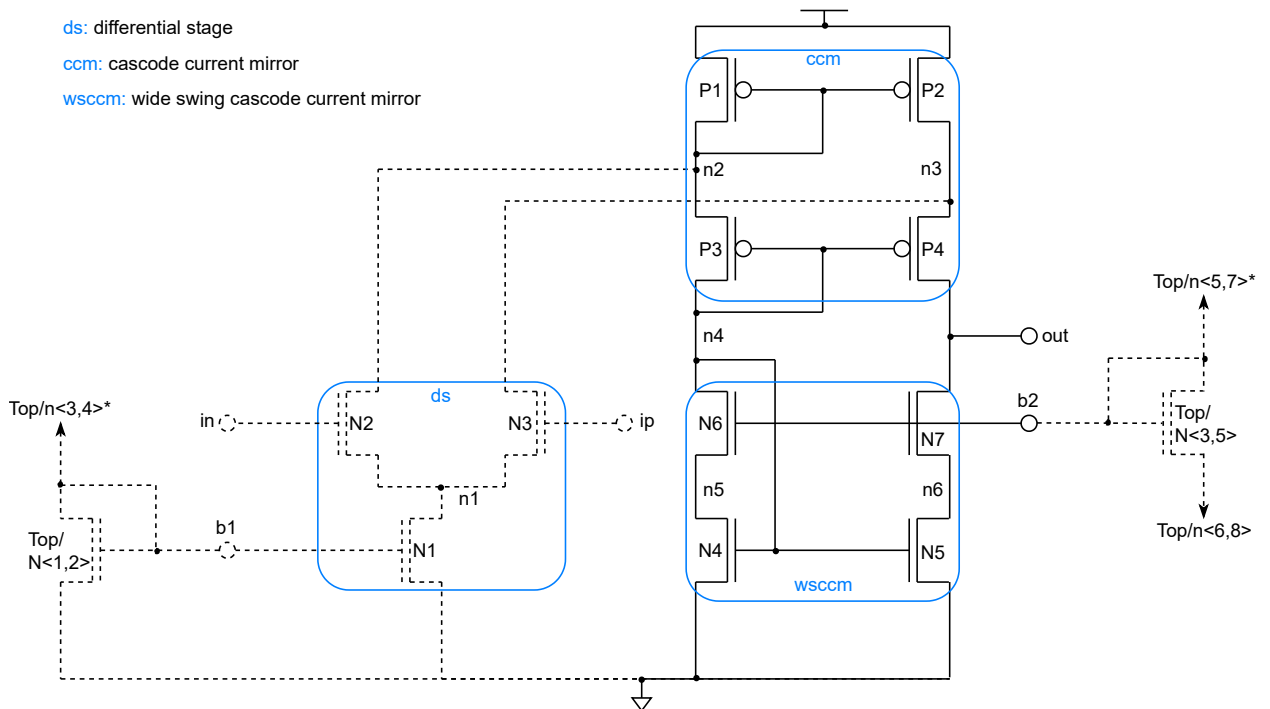 ds: differential stage
ccm: cascode current mirror
wsccm: wide swing cascode current mirror
ccm
P1
P2
n2
n3
P3
P4
Top/n<5,7>*
n4
out
ds
Top/n<3,4>*
in
N2
N3
ip
N6
N7
b2
Top/
N<3,5>
n1
n5
n6
b1
Top/
N<1,2>
N1
N4
N5
Top/n<6,8>
wsccm